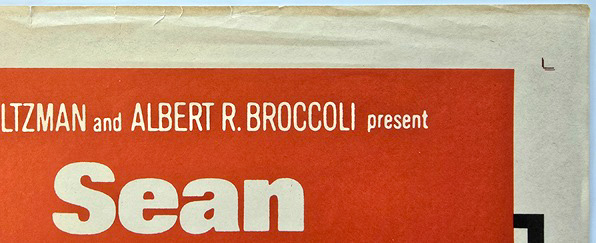 LTZMAN and ALBERT R. BROCCOLI present
Sean